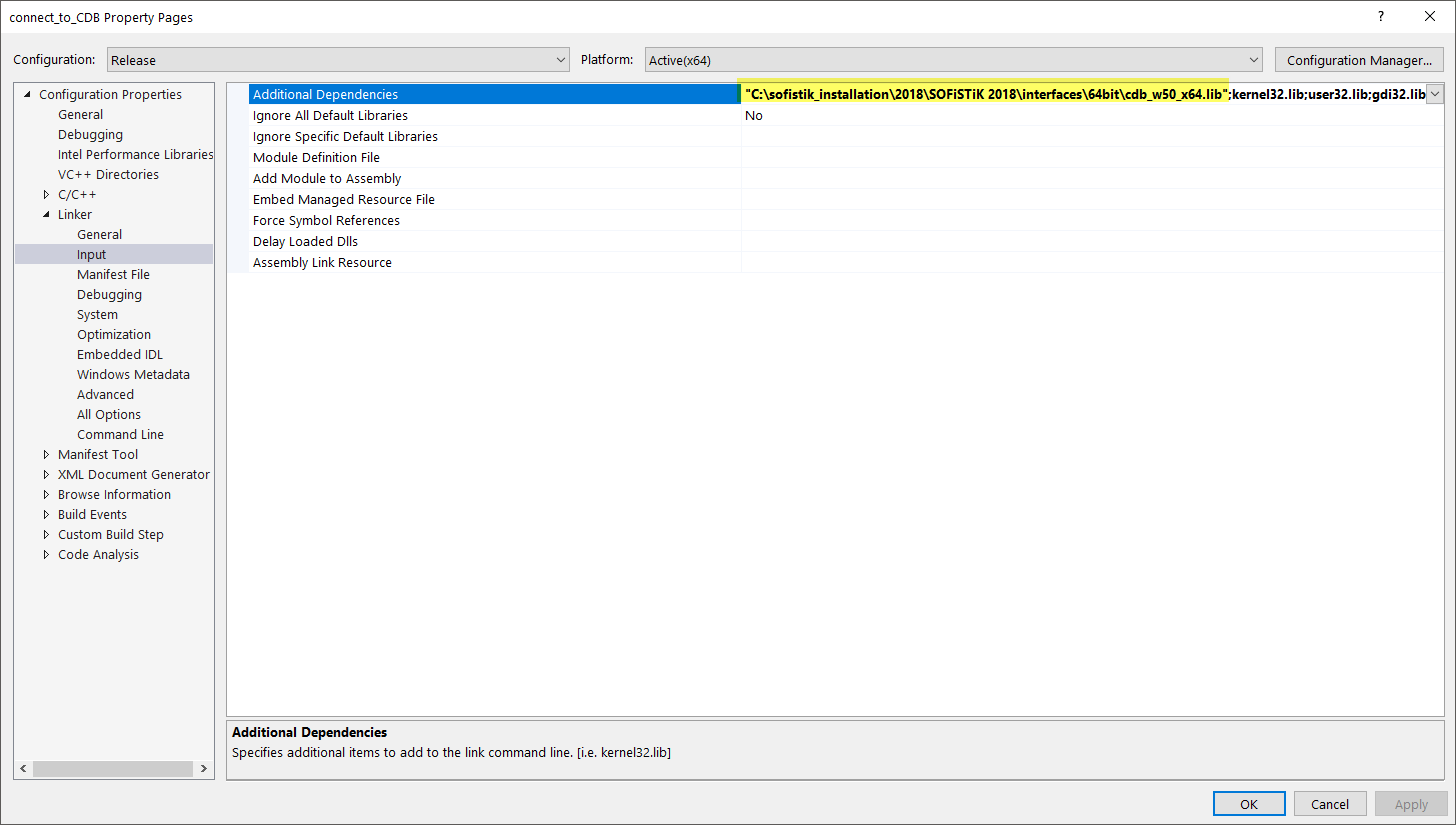 connect_to_CDB Property Pages
?
Configuration:
Release
Platform:
Active(x64)
Configuration Manager...
Configuration Properties
General
Debugging
Intel Performance Libraries
VC++ Directories
C/C++
Linker
General
Input
Manifest File
Debugging
System
Optimization
Embedded IDL
Windows Metadata
Advanced
All Options
Command Line
Manifest Tool
XML Document Generator
Browse Information
Build Events
Custom Build Step
Code Analysis
Additional Dependencies "C:\sofistik_installation\2018\SOFiSTiK 2018\interfaces\64bit\cdb_w50_x64.lib";kernel32.lib;user32.lib;gdi32.lib
Ignore All Default Libraries No
Ignore Specific Default Libraries
Module Definition File
Add Module to Assembly
Embed Managed Resource File
Force Symbol References
Delay Loaded Dlls
Assembly Link Resource
Additional Dependencies
Specifies additional items to add to the link command line. [i.e. kernel32.lib]
OK
Cancel
Apply